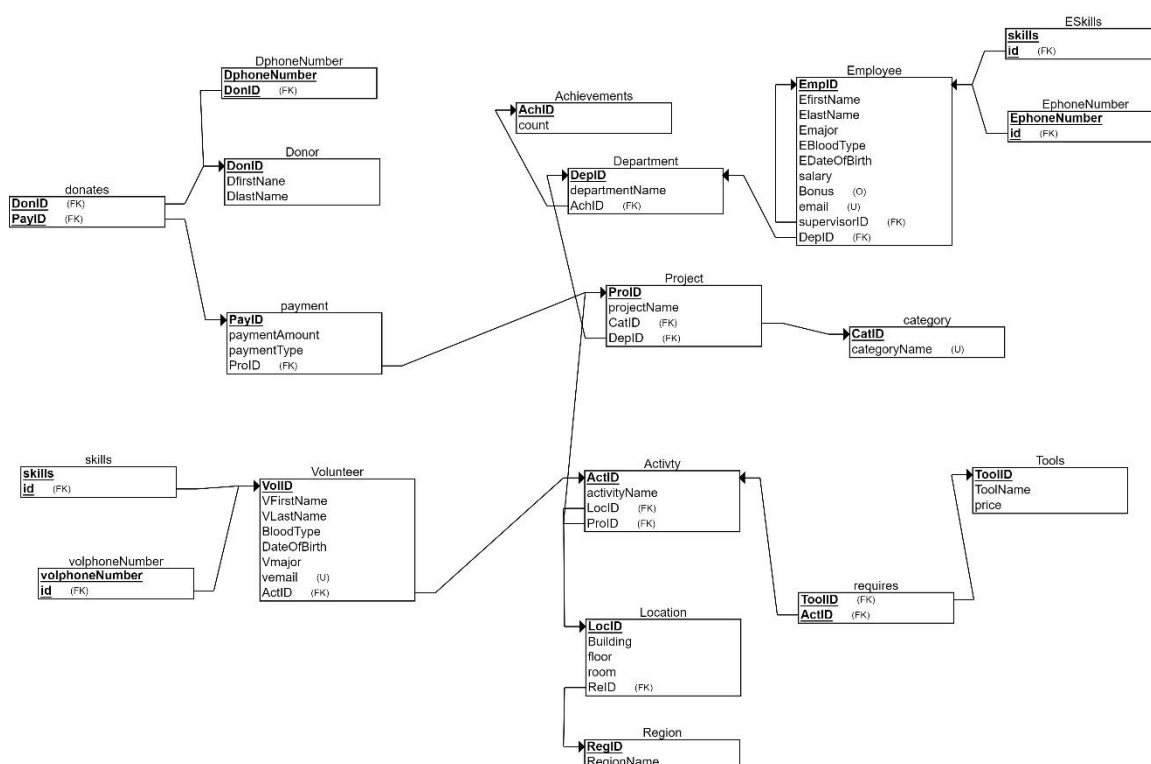 ESkills
skills
id (FK)
DphoneNumber
DphoneNumber
DonID (FK)
Employee
EmpID
EfirstName
ElastName
Emajor
EBloodType
EDateOfBirth
salary
Bonus (O)
email (U)
supervisorID (FK)
DepID (FK)
Achievements
AchID
count
EphoneNumber
EphoneNumber
id (FK)
Donor
DonID
DfirstNane
DlastName
Department
DepID
departmentName
AchID (FK)
donates
DonID (FK)
PayID (FK)
Project
ProID
projectName
CatID (FK)
DepID (FK)
payment
PayID
paymentAmount
paymentType
ProID (FK)
category
CatID
categoryName (U)
skills
skills
id (FK)
Volunteer
VolID
VFirstName
VLastName
BloodType
DateOfBirth
Vmajor
vemail (U)
ActID (FK)
Activty
ActID
activityName
LocID (FK)
ProID (FK)
Tools
ToolID
ToolName
price
volphoneNumber
volphoneNumber
id (FK)
requires
ToolID (FK)
ActID (FK)
Location
LocID
Building
floor
room
ReID (FK)
Region
RegID
RegionName